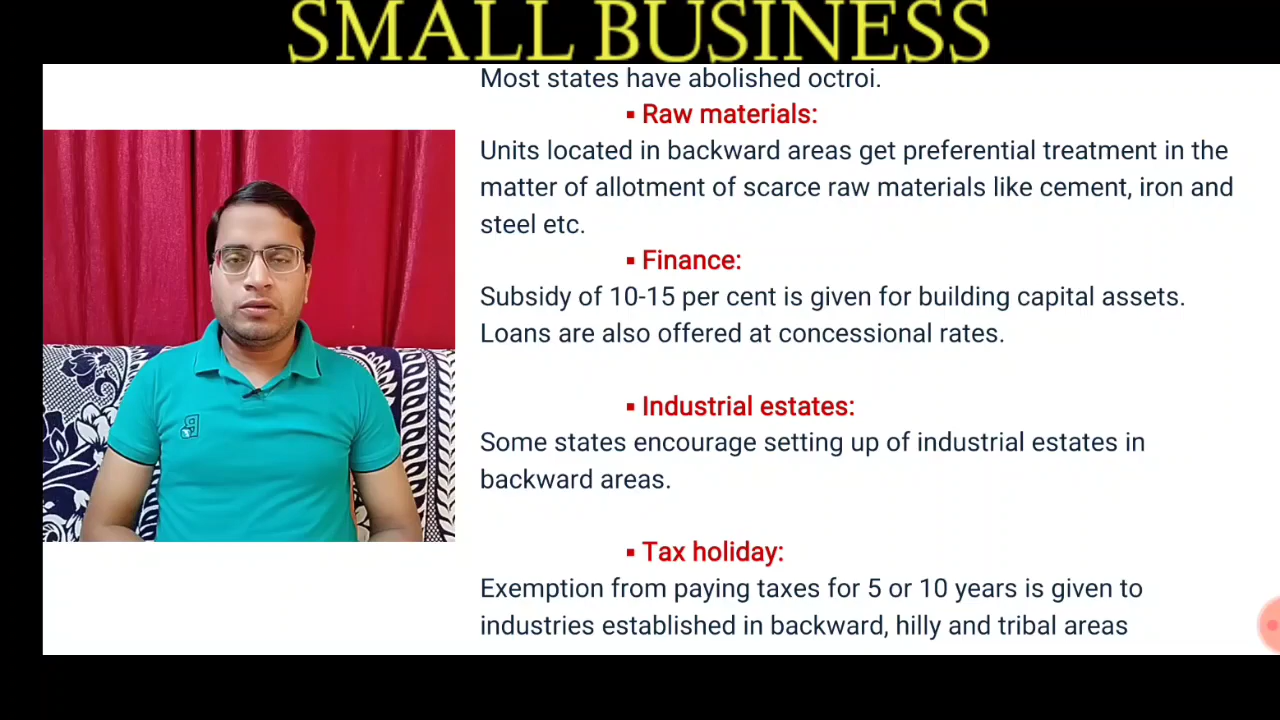 SMALL BUSINESS
Most states have abolished octroi.
▪ Raw materials:
Units located in backward areas get preferential treatment in the
matter of allotment of scarce raw materials like cement, iron and
steel etc.
▪ Finance:
Subsidy of 10-15 per cent is given for building capital assets.
Loans are also offered at concessional rates.
▪ Industrial estates:
Some states encourage setting up of industrial estates in
backward areas.
▪ Tax holiday:
Exemption from paying taxes for 5 or 10 years is given to
industries established in backward, hilly and tribal areas